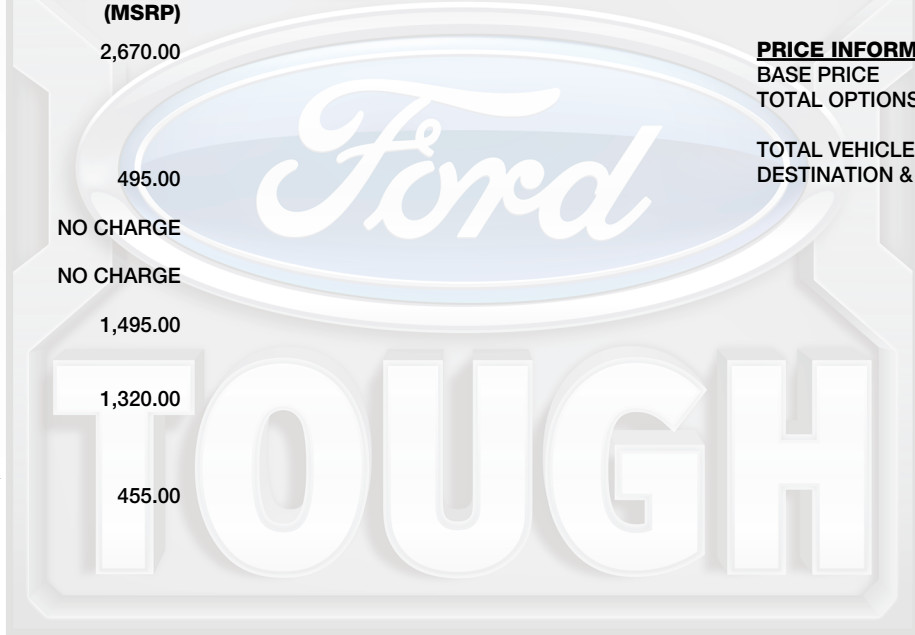 (MSRP)
2,670.00
495.00
NO CHARGE
NO CHARGE
1,495.00
1,320.00
455.00
PRICE INFORM
BASE PRICE
TOTAL OPTIONS
TOTAL VEHICLE
DESTINATION &
Ford
TOUGH